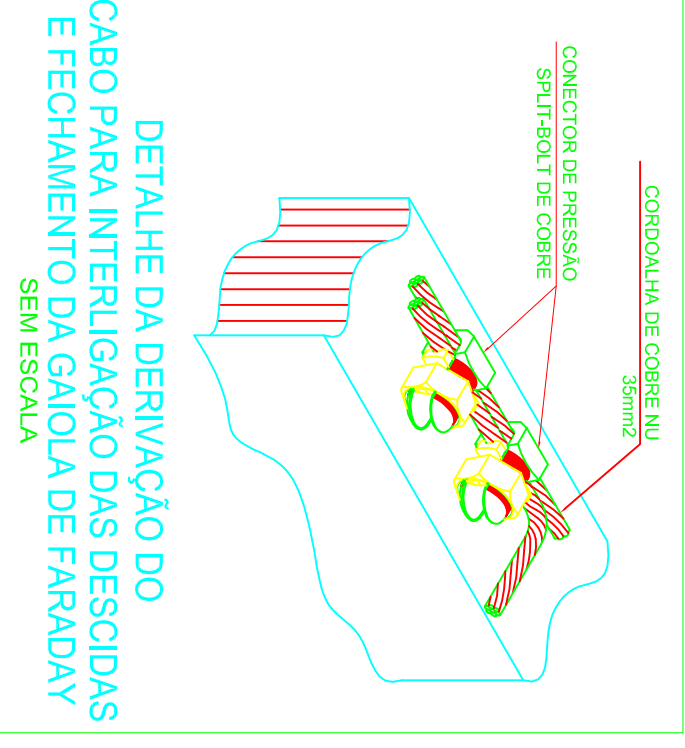 CORDOALHA DE COBRE NU
35mm2
CONECTOR DE PRESSÃO
SPLIT-BOLT DE COBRE
DETALHE DA DERIVAÇÃO DO
CABO PARA INTERLIGAÇÃO DAS DESCIDAS
E FECHAMENTO DA GAIOLA DE FARADAY
SEM ESCALA